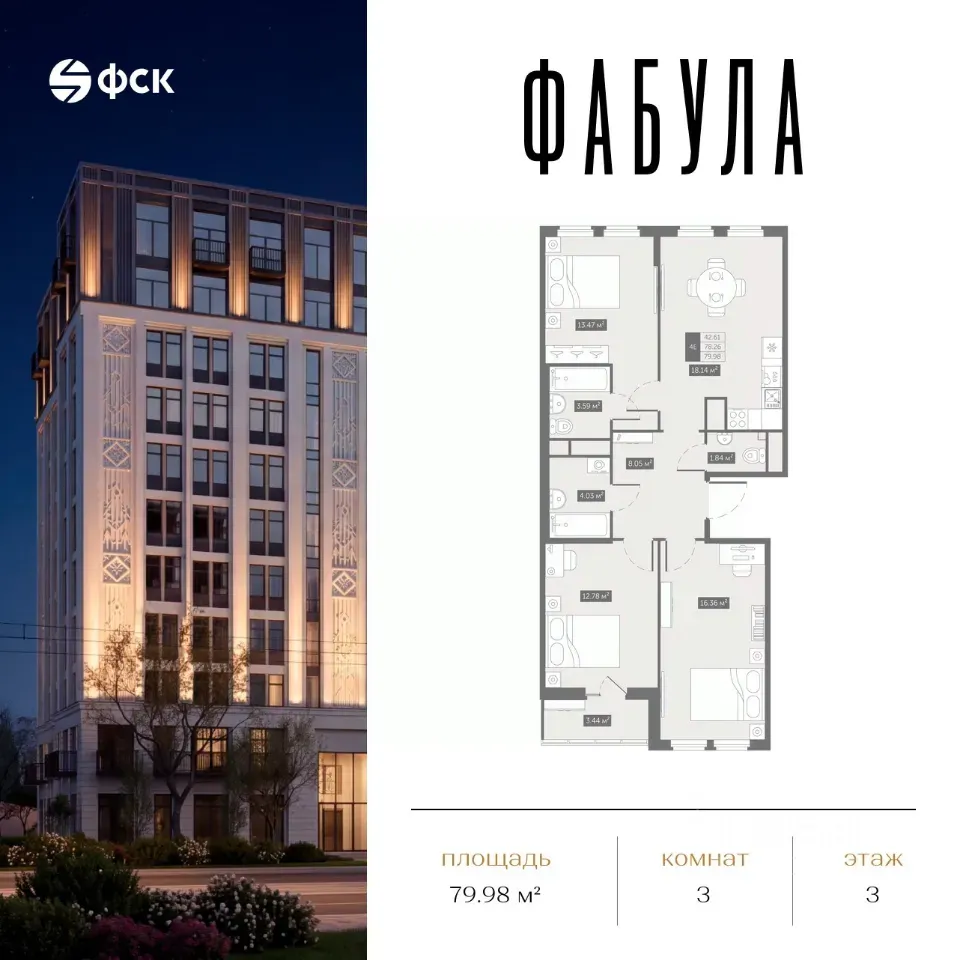 ФСК
ФАБУЛА
13.47 м²
42.61
4Е 78.26
79.98
18.14 м²
3.59 м²
8.05 м²
1.84 м²
4.03 м²
12.78 м²
16.36 м²
3.44 м²
площадь
79.98 м²
комнат
3
этаж
3